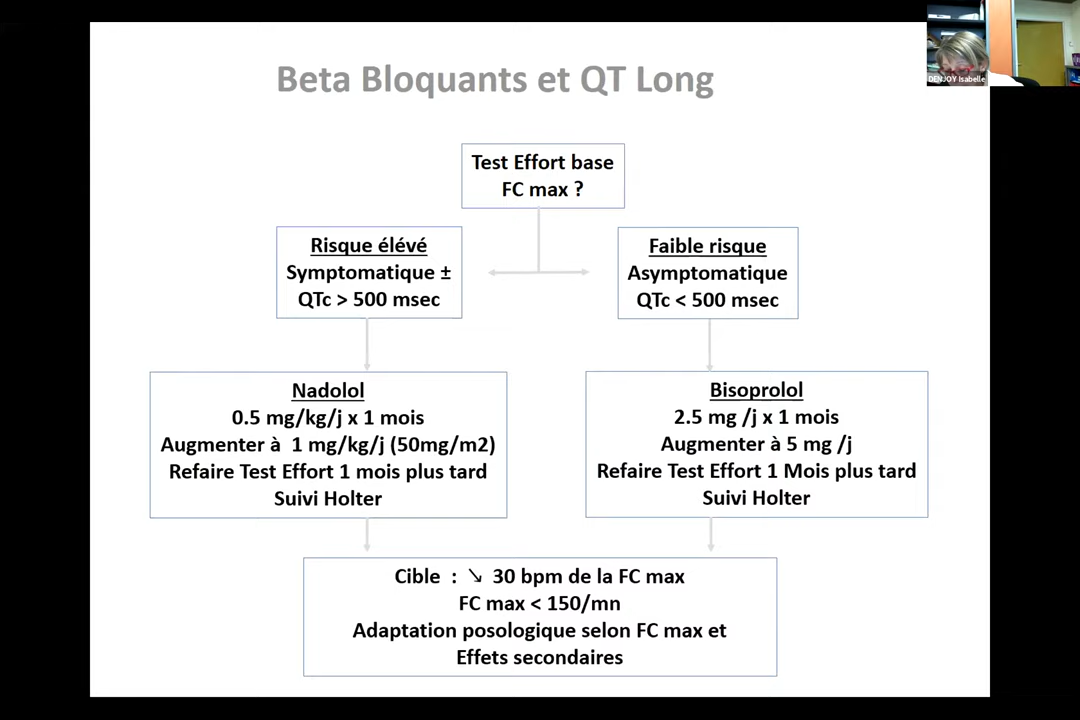 DENJOY Isabelle
Beta Bloquants et QT Long
Test Effort base
FC max ?
Risque élévé
Symptomatique ±
QTc > 500 msec
Faible risque
Asymptomatique
QTc < 500 msec
Nadolol
0.5 mg/kg/j x 1 mois
Augmenter à 1 mg/kg/j (50mg/m2)
Refaire Test Effort 1 mois plus tard
Suivi Holter
Bisoprolol
2.5 mg /j x 1 mois
Augmenter à 5 mg /j
Refaire Test Effort 1 Mois plus tard
Suivi Holter
Cible : ↘ 30 bpm de la FC max
FC max < 150/mn
Adaptation posologique selon FC max et
Effets secondaires